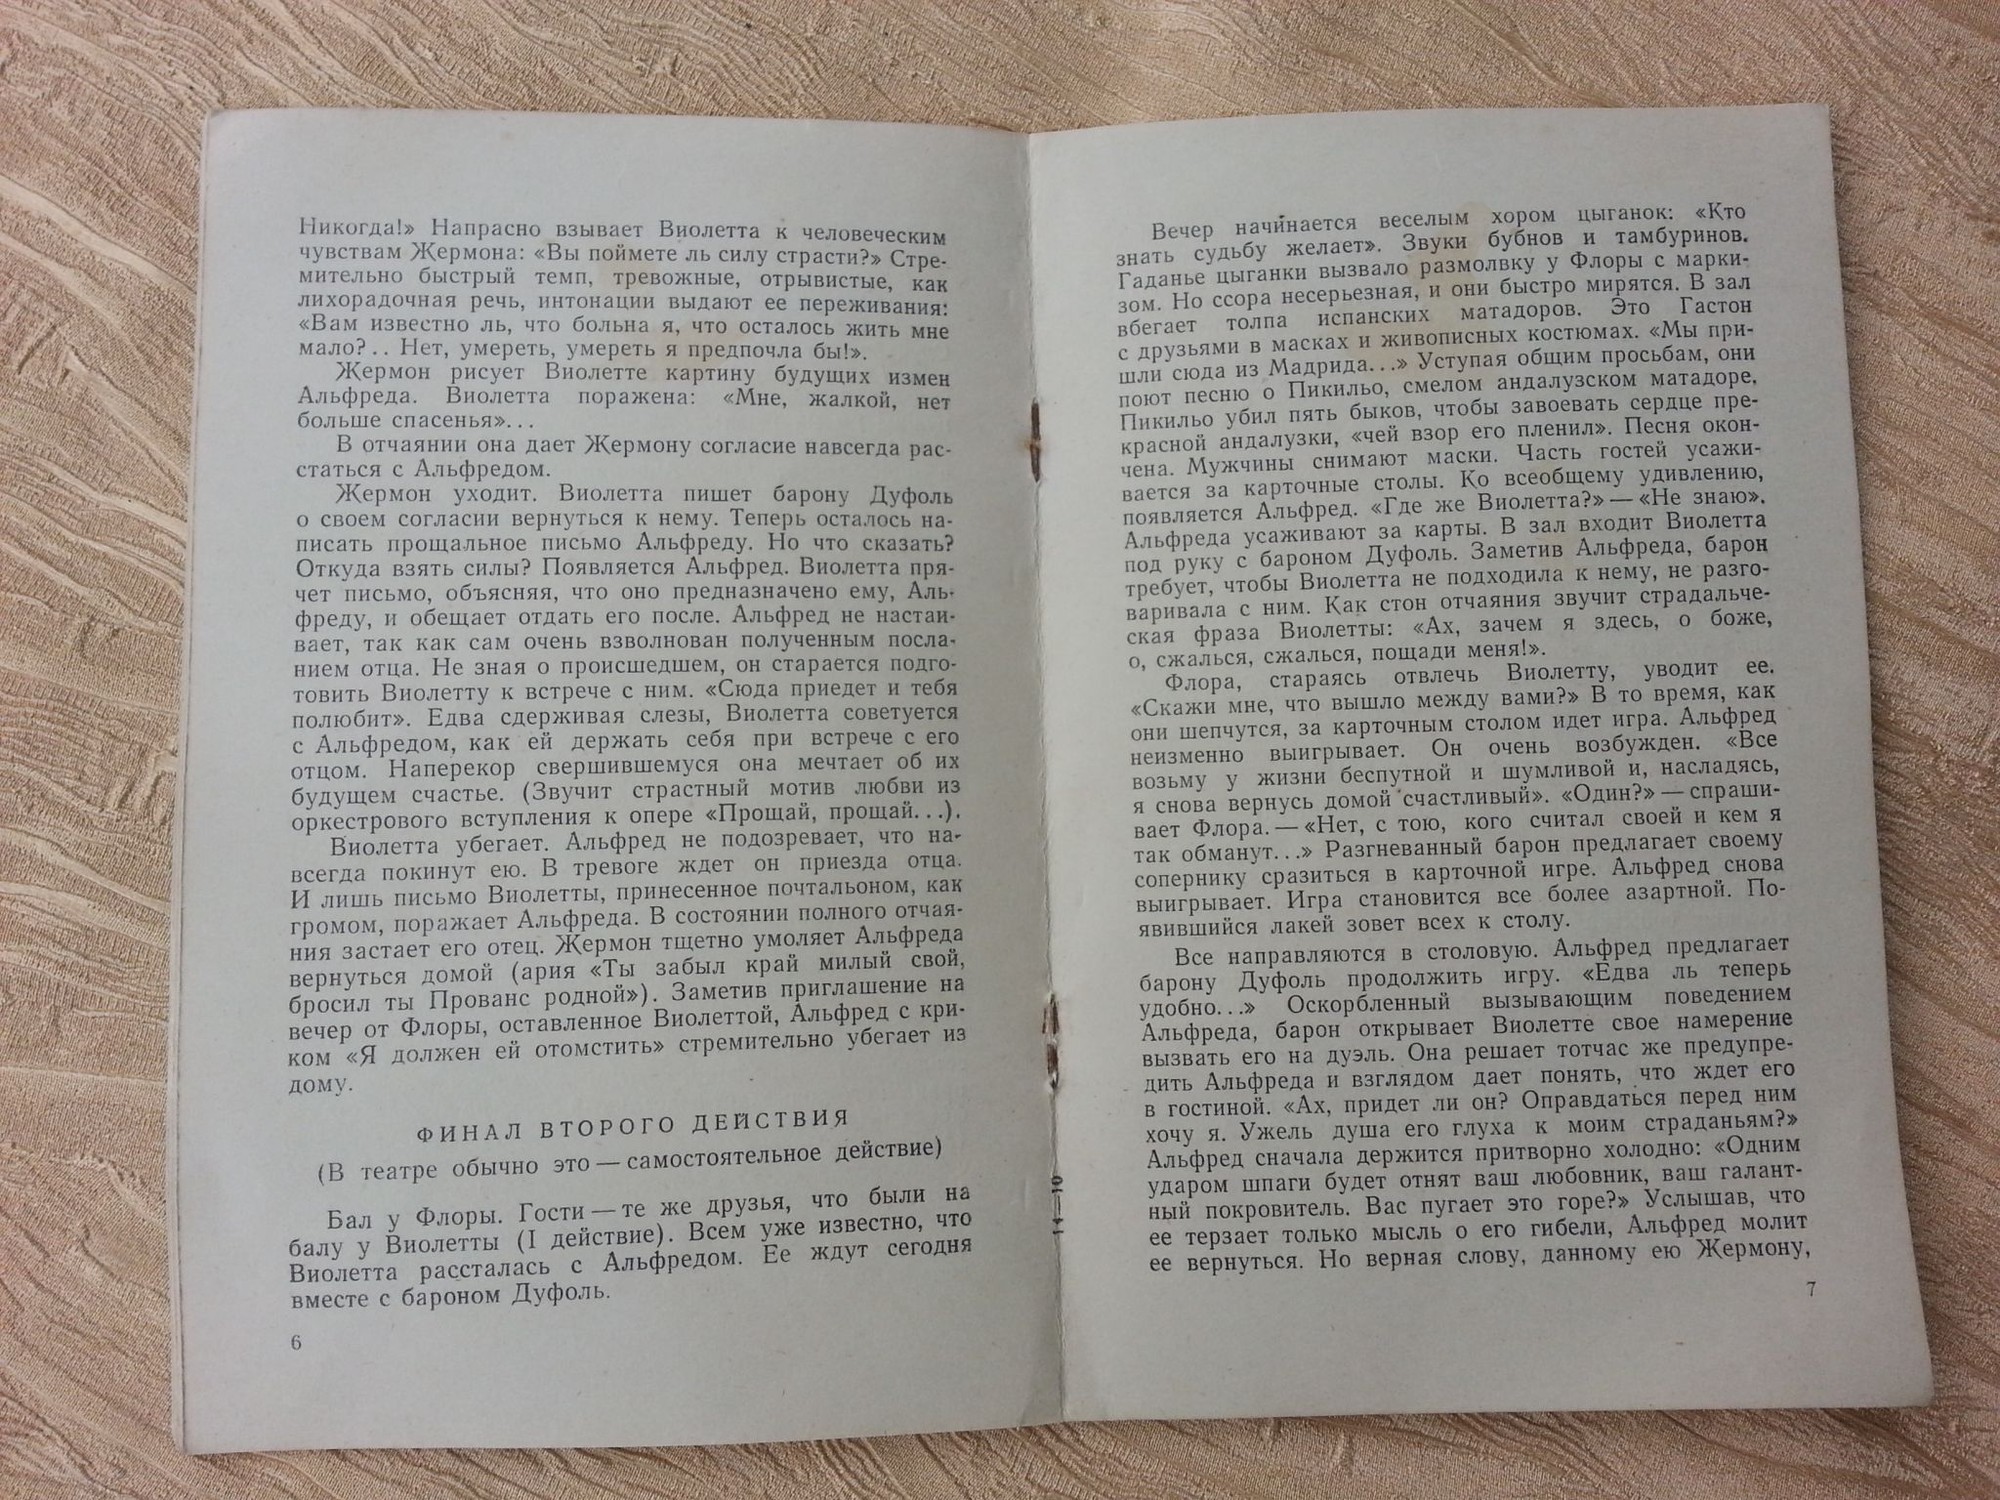 Никогда!» Напрасно взывает Виолетта к человеческим
чувствам Жермона: «Вы поймете ль силу страсти?» Стре-
мительно быстрый темп, тревожные, отрывистые, как
лихорадочная речь, интонации выдают ее переживания:
«Вам известно ль, что больна я, что осталось жить мне
мало?.. Нет, умереть, умереть я предпочла бы!».
Жермон рисует Виолетте картину будущих измен
Альфреда. Виолетта поражена: «Мне, жалкой, нет
больше спасенья»...
В отчаянии она дает Жермону согласие навсегда рас-
статься с Альфредом.
Жермон уходит. Виолетта пишет барону Дуфоль
о своем согласии вернуться к нему. Теперь осталось на-
писать прощальное письмо Альфреду. Но что сказать?
Откуда взять силы? Появляется Альфред. Виолетта пря-
чет письмо, объясняя, что оно предназначено ему, Аль-
фреду, и обещает отдать его после. Альфред не настаи-
вает, так как сам очень взволнован полученным посла-
нием отца. Не зная о происшедшем, он старается подго-
товить Виолетту к встрече с ним. «Сюда приедет и тебя
полюбит». Едва сдерживая слезы, Виолетта советуется
с Альфредом, как ей держать себя при встрече с его
отцом. Наперекор свершившемуся она мечтает об их
будущем счастье. (Звучит страстный мотив любви из
оркестрового вступления к опере «Прощай, прощай...).
Виолетта убегает. Альфред не подозревает, что на-
всегда покинут ею. В тревоге ждет он приезда отца.
И лишь письмо Виолетты, принесенное почтальоном, как
громом, поражает Альфреда. В состоянии полного отчая-
ния застает его отец. Жермон тщетно умоляет Альфреда
вернуться домой (ария «Ты забыл край милый свой,
бросил ты Прованс родной»). Заметив приглашение на
вечер от Флоры, оставленное Виолеттой, Альфред с кри-
ком «Я должен ей отомстить» стремительно убегает из
дому.
ФИНАЛ ВТОРОГО ДЕЙСТВИЯ
(В театре обычно это — самостоятельное действие)
Бал у Флоры. Гости — те же друзья, что были на
балу у Виолетты (I действие). Всем уже известно, что
Виолетта рассталась с Альфредом. Ее ждут сегодня
вместе с бароном Дуфоль.
6
Вечер начинается веселым хором цыганок: «Кто
знать судьбу желает». Звуки бубнов и тамбуринов.
Гаданье цыганки вызвало размолвку у Флоры с марки-
зом. Но ссора несерьезная, и они быстро мирятся. В зал
вбегает толпа испанских матадоров. Это Гастон
с друзьями в масках и живописных костюмах. «Мы при-
шли сюда из Мадрида...» Уступая общим просьбам, они
поют песню о Пикильо, смелом андалузском матадоре.
Пикильо убил пять быков, чтобы завоевать сердце пре-
красной андалузки, «чей взор его пленил». Песня окон-
чена. Мужчины снимают маски. Часть гостей усажи-
вается за карточные столы. Ко всеобщему удивлению,
появляется Альфред. «Где же Виолетта?» — «Не знаю».
Альфреда усаживают за карты. В зал входит Виолетта
под руку с бароном Дуфоль. Заметив Альфреда, барон
требует, чтобы Виолетта не подходила к нему, не разго-
варивала с ним. Как стон отчаяния звучит страдальче-
ская фраза Виолетты: «Ах, зачем я здесь, о боже,
о, сжалься, сжалься, пощади меня!».
Флора, стараясь отвлечь Виолетту, уводит ее.
«Скажи мне, что вышло между вами?» В то время, как
они шепчутся, за карточным столом идет игра. Альфред
неизменно выигрывает. Он очень возбужден. «Все
возьму у жизни беспутной и шумливой и, насладясь,
я снова вернусь домой счастливый». «Один?» — спраши-
вает Флора. — «Нет, с тою, кого считал своей и кем я
так обманут...» Разгневанный барон предлагает своему
сопернику сразиться в карточной игре. Альфред снова
выигрывает. Игра становится все более азартной. По-
явившийся лакей зовет всех к столу.
Все направляются в столовую. Альфред предлагает
барону Дуфоль продолжить игру. «Едва ль теперь
удобно...» Оскорбленный вызывающим поведением
Альфреда, барон открывает Виолетте свое намерение
вызвать его на дуэль. Она решает тотчас же предупре-
дить Альфреда и взглядом дает понять, что ждет его
в гостиной. «Ах, придет ли он? Оправдаться перед ним
хочу я. Ужель душа его глуха к моим страданьям?»
Альфред сначала держится притворно холодно: «Одним
ударом шпаги будет отнят ваш любовник, ваш галант-
ный покровитель. Вас пугает это горе?» Услышав, что
ее терзает только мысль о его гибели, Альфред молит
ее вернуться. Но верная слову, данному ею Жермону,
7